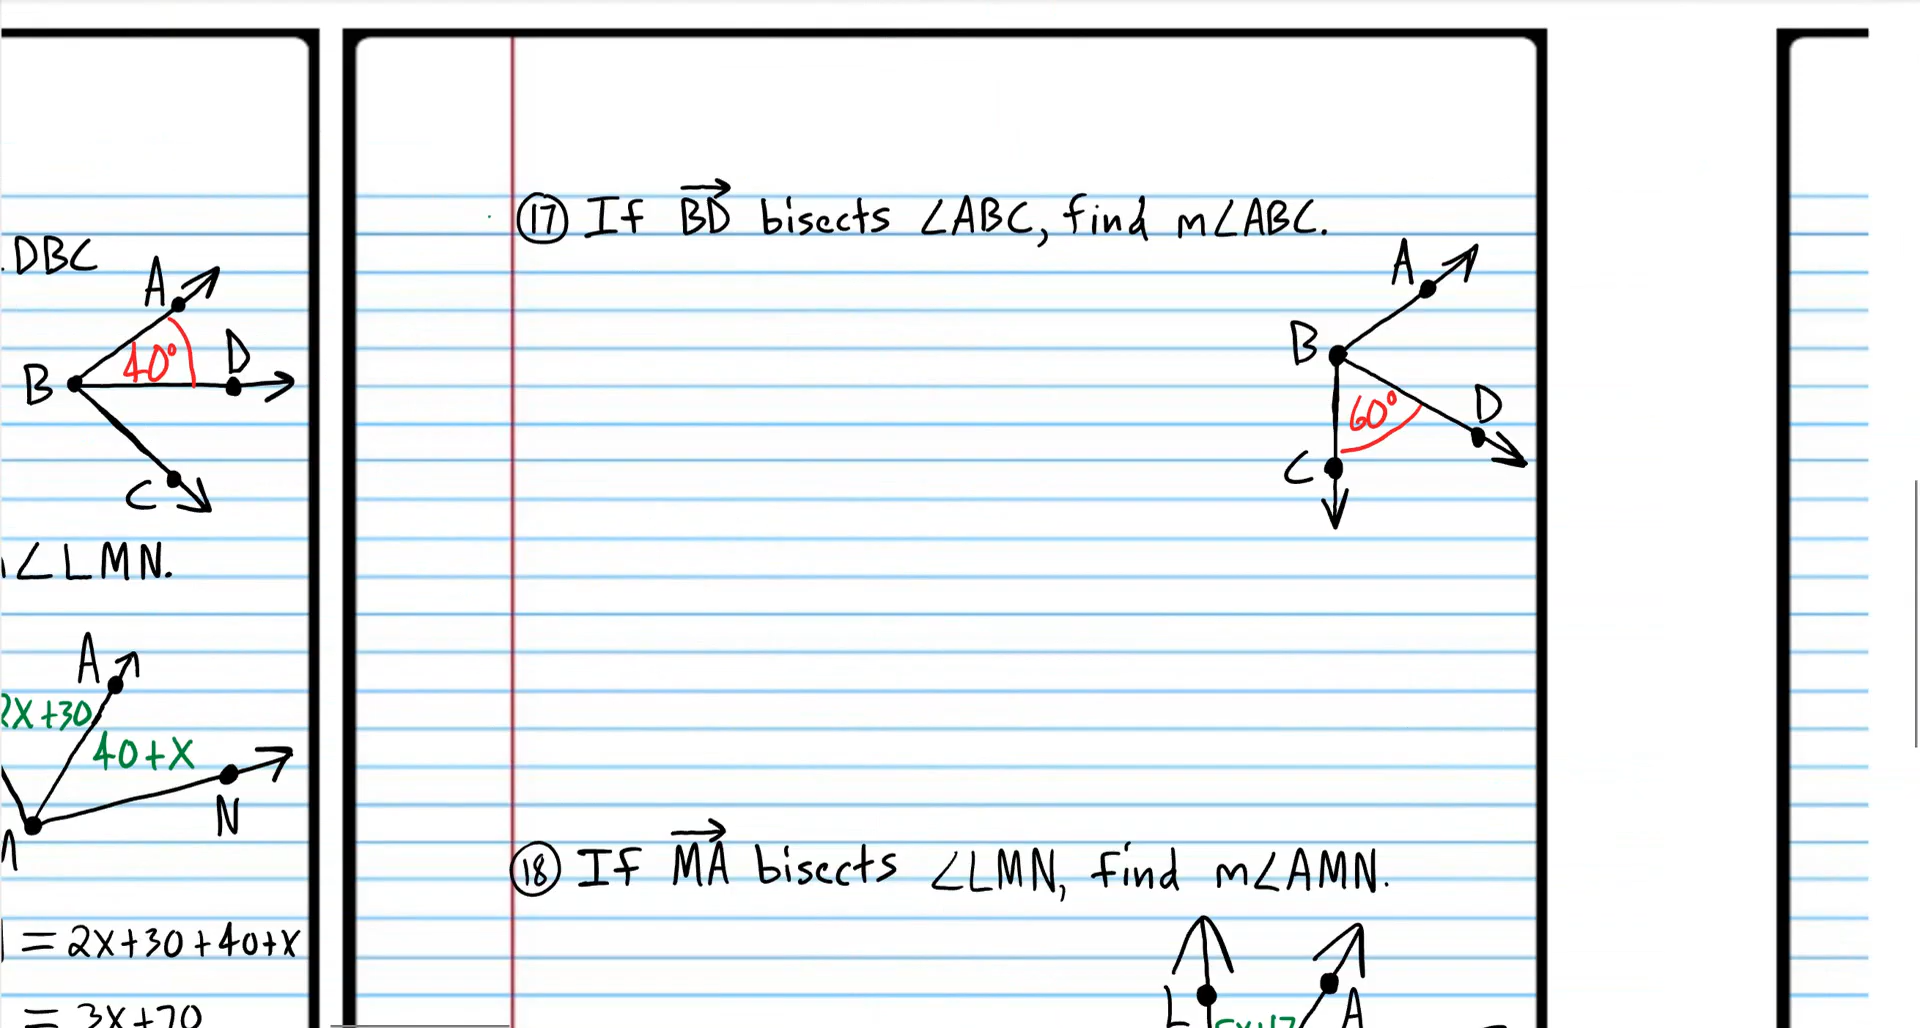 DBC
A
40°
D
B
C
∠LMN.
A
2X+30
40+X
N
= 2X+30+40+X
= 3X+70
17 If BD bisects ∠ABC, find m∠ABC.
A
B
60°
D
C
18 If MA bisects ∠LMN, find m∠AMN.
L
A